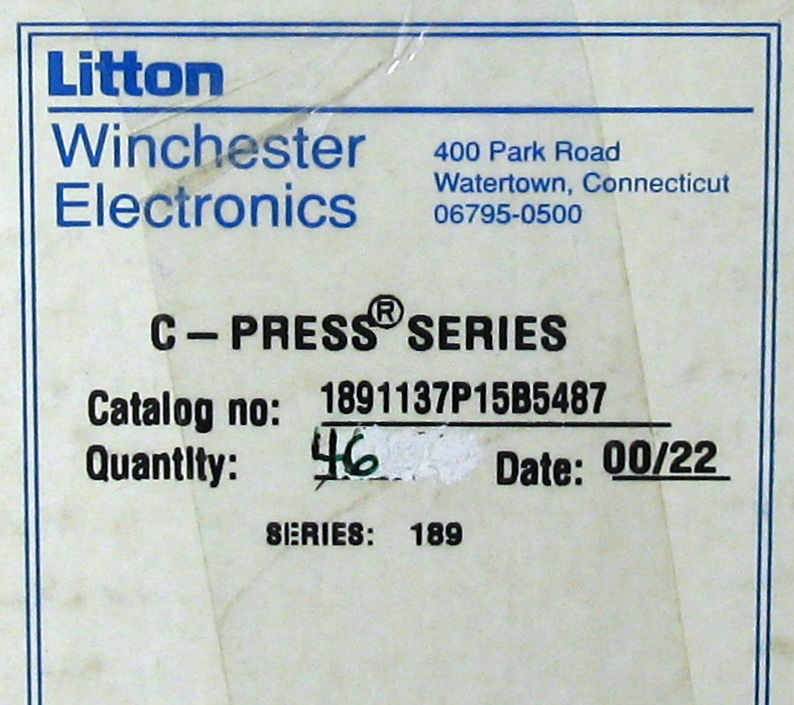 Litton
Winchester
Electronics
400 Park Road
Watertown, Connecticut
06795-0500
C - PRESS® SERIES
Catalog no: 1891137P15B5487
Quantity: 46 Date: 00/22
SERIES: 189